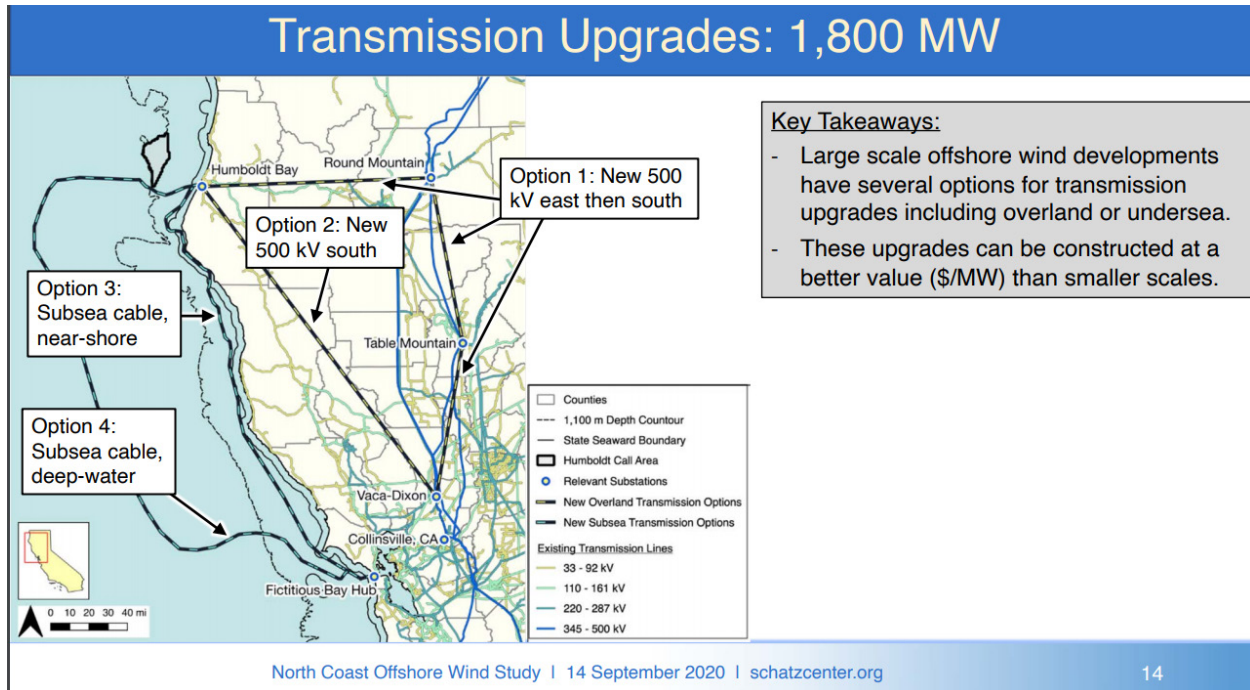 Transmission Upgrades: 1,800 MW
Humboldt Bay
Round Mountain
Option 1: New 500
kV east then south
Option 2: New
500 kV south
Option 3:
Subsea cable,
near-shore
Table Mountain
Option 4:
Subsea cable,
deep-water
Vaca-Dixon
Collinsville, CA
Fictitious Bay Hub
0 10 20 30 40 mi
Counties
1,100 m Depth Countour
State Seaward Boundary
Humboldt Call Area
Relevant Substations
New Overland Transmission Options
New Subsea Transmission Options
Existing Transmission Lines
33 - 92 kV
110 - 161 kV
220 - 287 kV
345 - 500 kV
Key Takeaways:
- Large scale offshore wind developments
have several options for transmission
upgrades including overland or undersea.
- These upgrades can be constructed at a
better value ($/MW) than smaller scales.
North Coast Offshore Wind Study | 14 September 2020 | schatzcenter.org
14